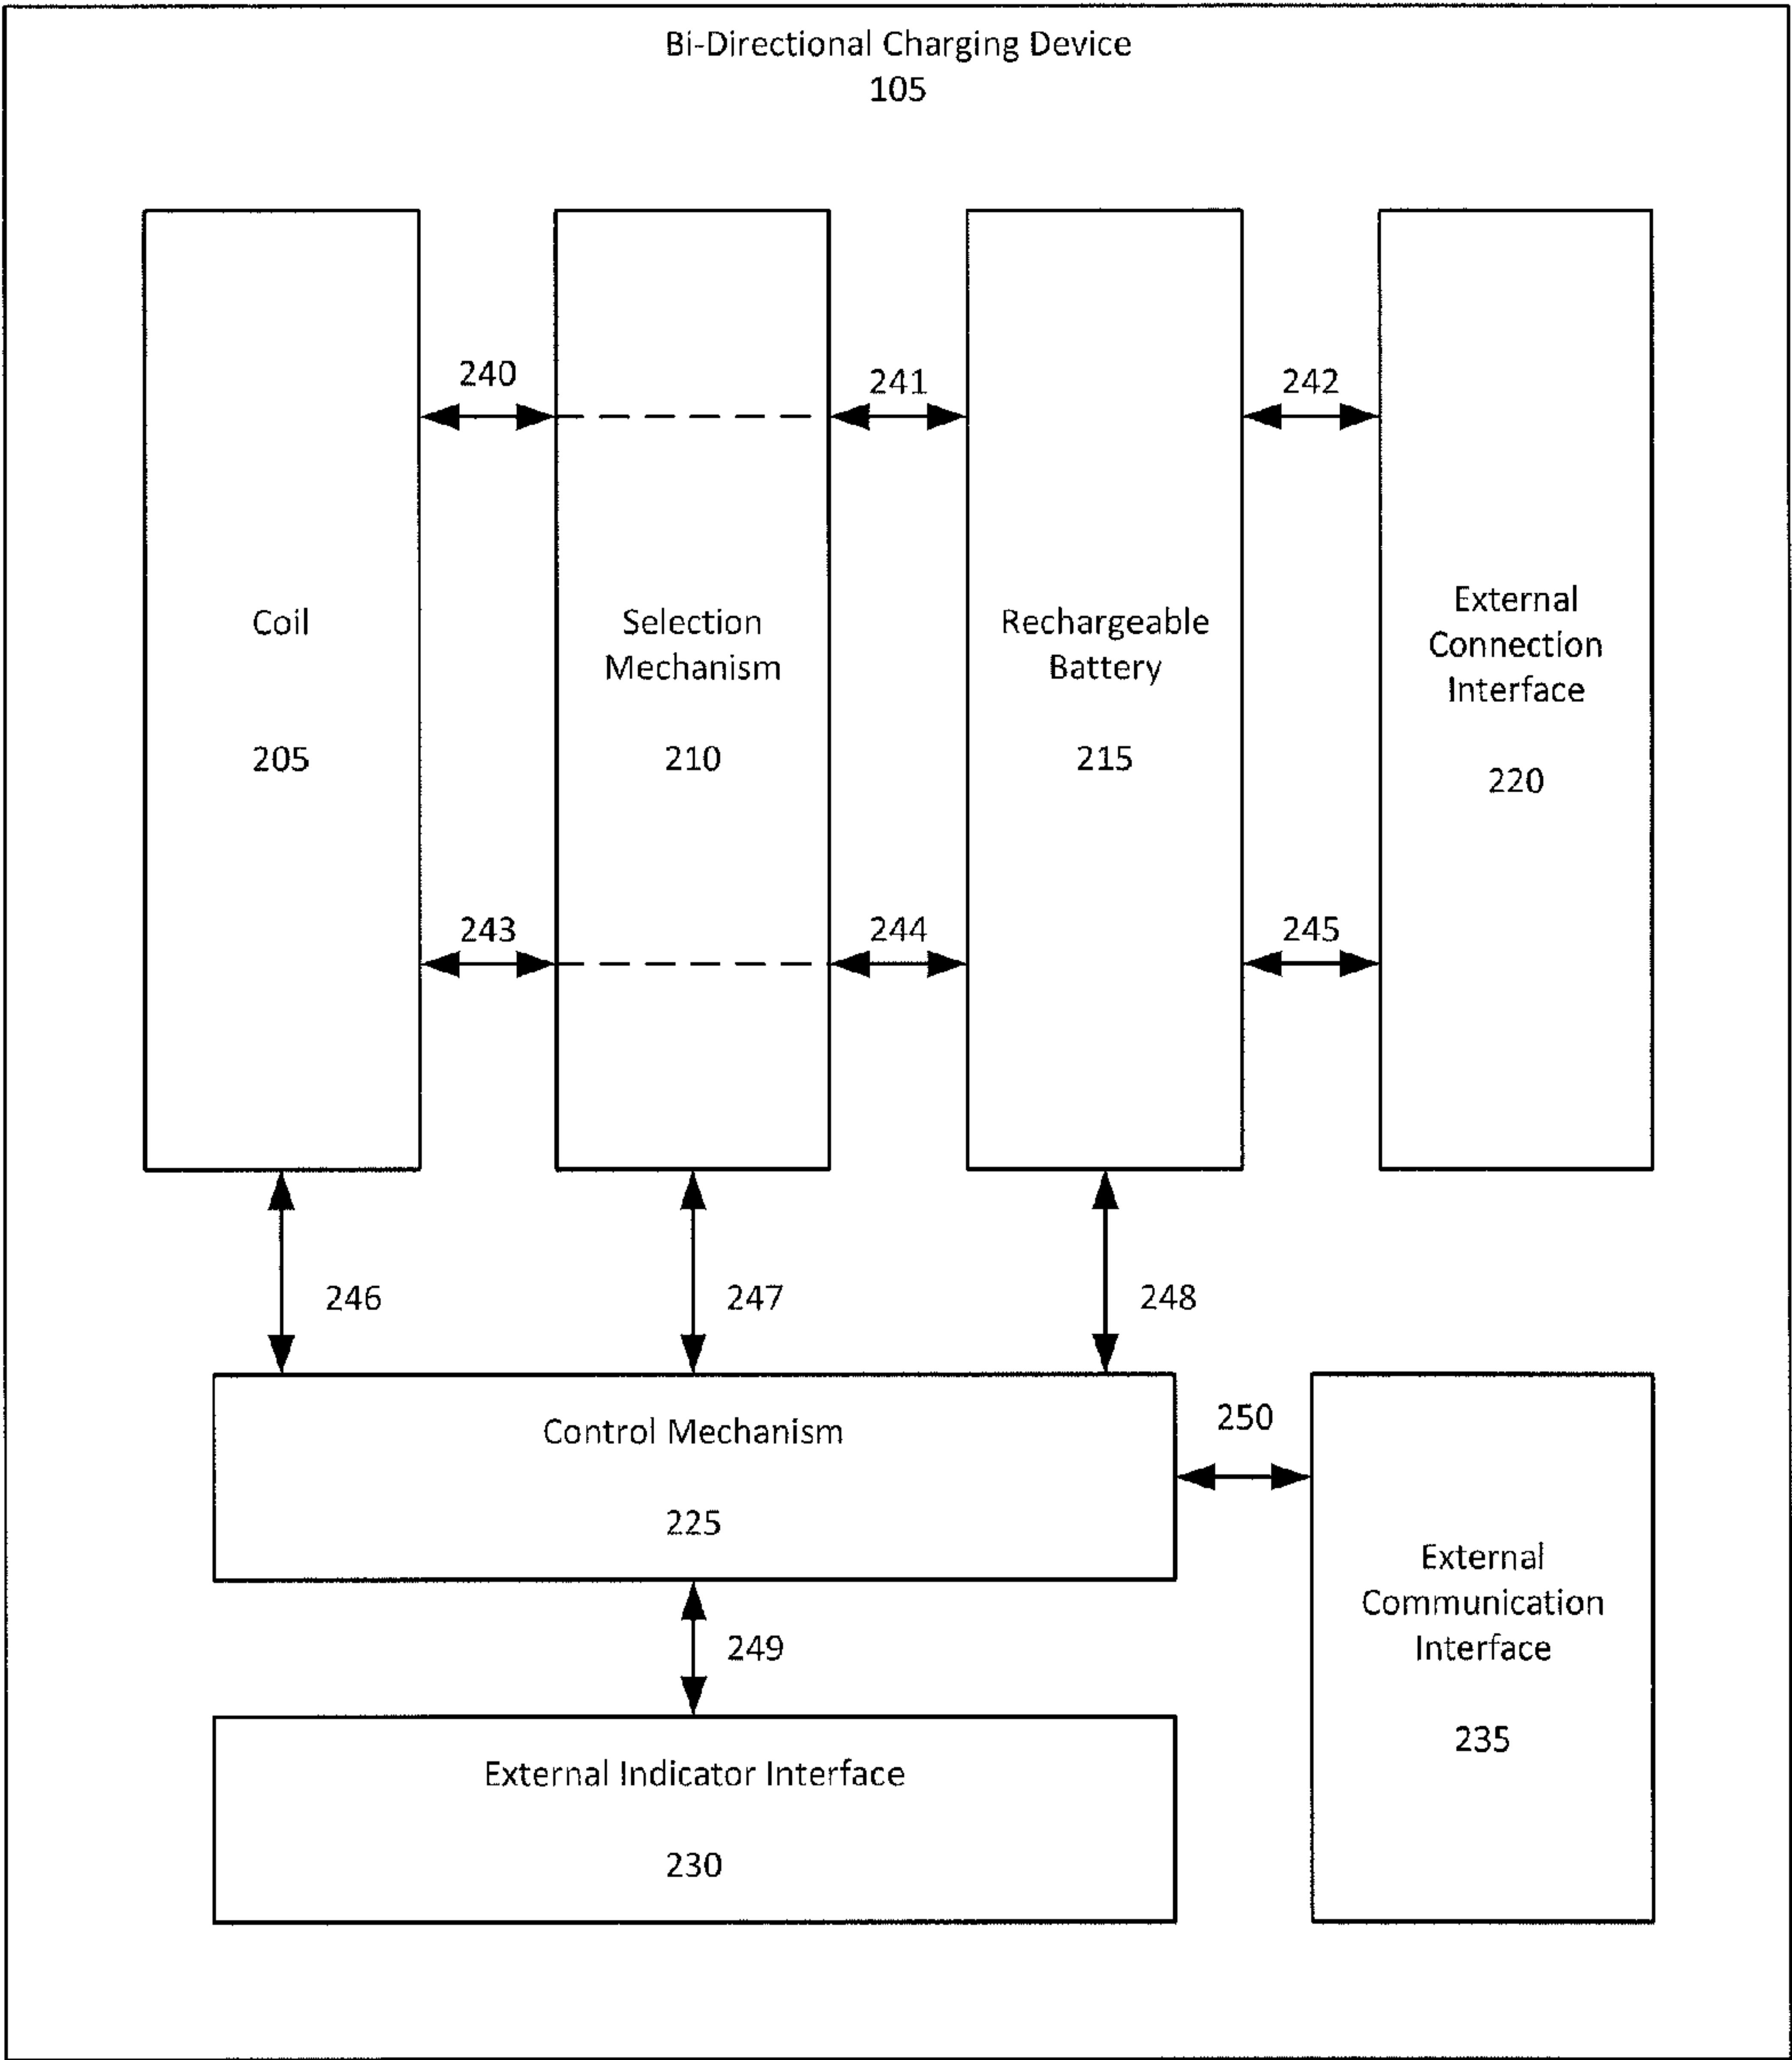 Bi-Directional Charging Device
105
240
241
242
Coil
205
Selection
Mechanism
210
Rechargeable
Battery
215
External
Connection
Interface
220
243
244
245
246
247
248
Control Mechanism
225
250
External
Communication
Interface
235
249
External Indicator Interface
230